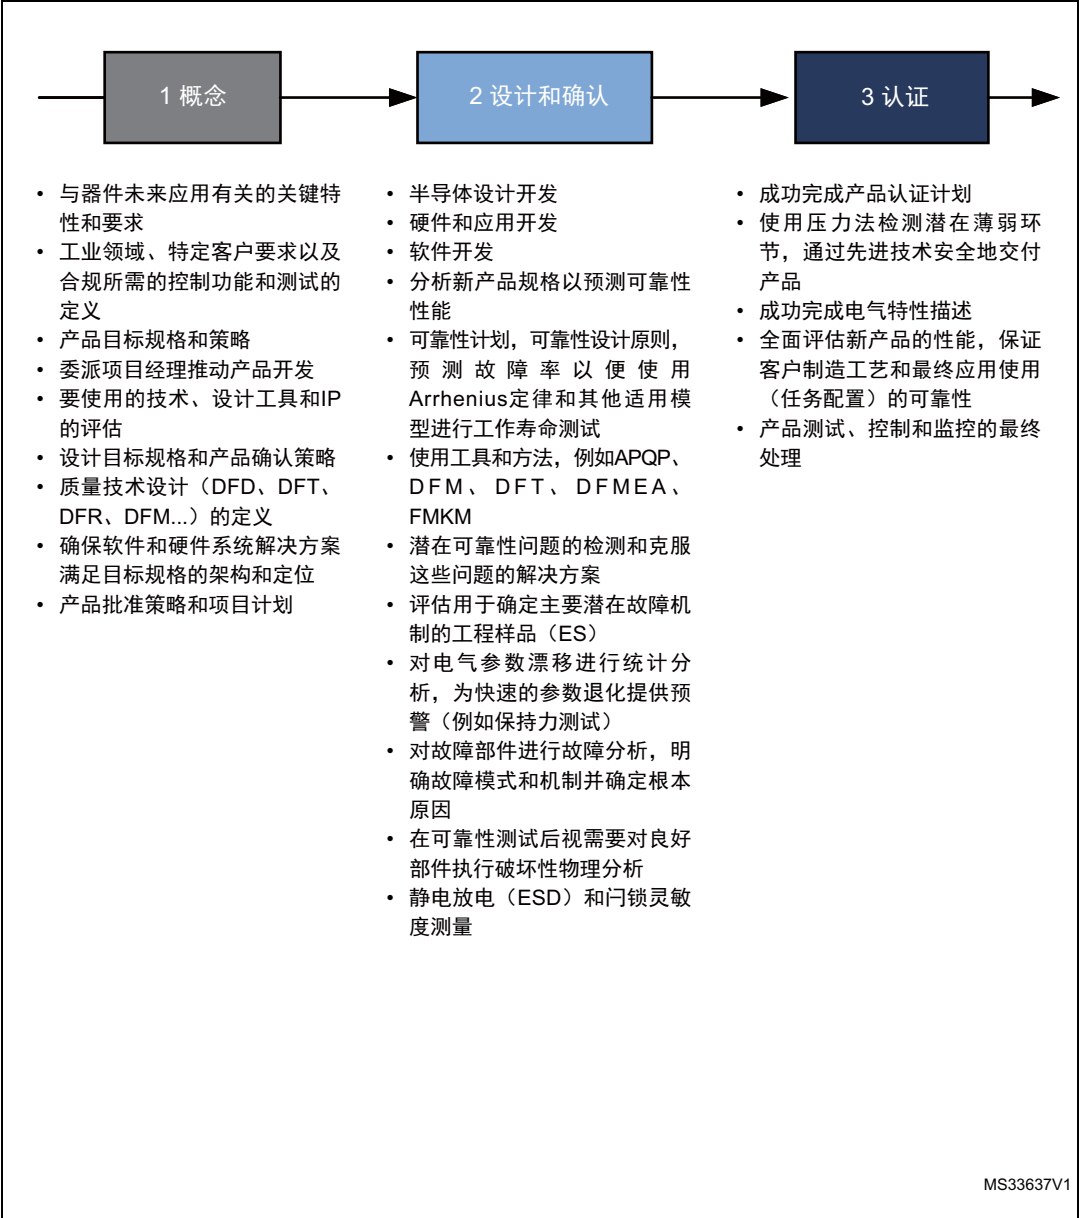 1 概念
2 设计和确认
3 认证
• 与器件未来应用有关的关键特
性和要求
• 工业领域、特定客户要求以及
合规所需的控制功能和测试的
定义
• 产品目标规格和策略
• 委派项目经理推动产品开发
• 要使用的技术、设计工具和IP
的评估
• 设计目标规格和产品确认策略
• 质量技术设计（DFD、DFT、
DFR、DFM...）的定义
• 确保软件和硬件系统解决方案
满足目标规格的架构和定位
• 产品批准策略和项目计划
• 半导体设计开发
• 硬件和应用开发
• 软件开发
• 分析新产品规格以预测可靠性
性能
• 可靠性计划，可靠性设计原则，
预测故障率以便使用
Arrhenius定律和其他适用模
型进行工作寿命测试
• 使用工具和方法，例如APQP、
DFM、DFT、DFMEA、
FMKM
• 潜在可靠性问题的检测和克服
这些问题的解决方案
• 评估用于确定主要潜在故障机
制的工程样品（ES）
• 对电气参数漂移进行统计分
析，为快速的参数退化提供预
警（例如保持力测试）
• 对故障部件进行故障分析，明
确故障模式和机制并确定根本
原因
• 在可靠性测试后视需要对良好
部件执行破坏性物理分析
• 静电放电（ESD）和闩锁灵敏
度测量
• 成功完成产品认证计划
• 使用压力法检测潜在薄弱环
节，通过先进技术安全地交付
产品
• 成功完成电气特性描述
• 全面评估新产品的性能，保证
客户制造工艺和最终应用使用
（任务配置）的可靠性
• 产品测试、控制和监控的最终
处理
MS33637V1